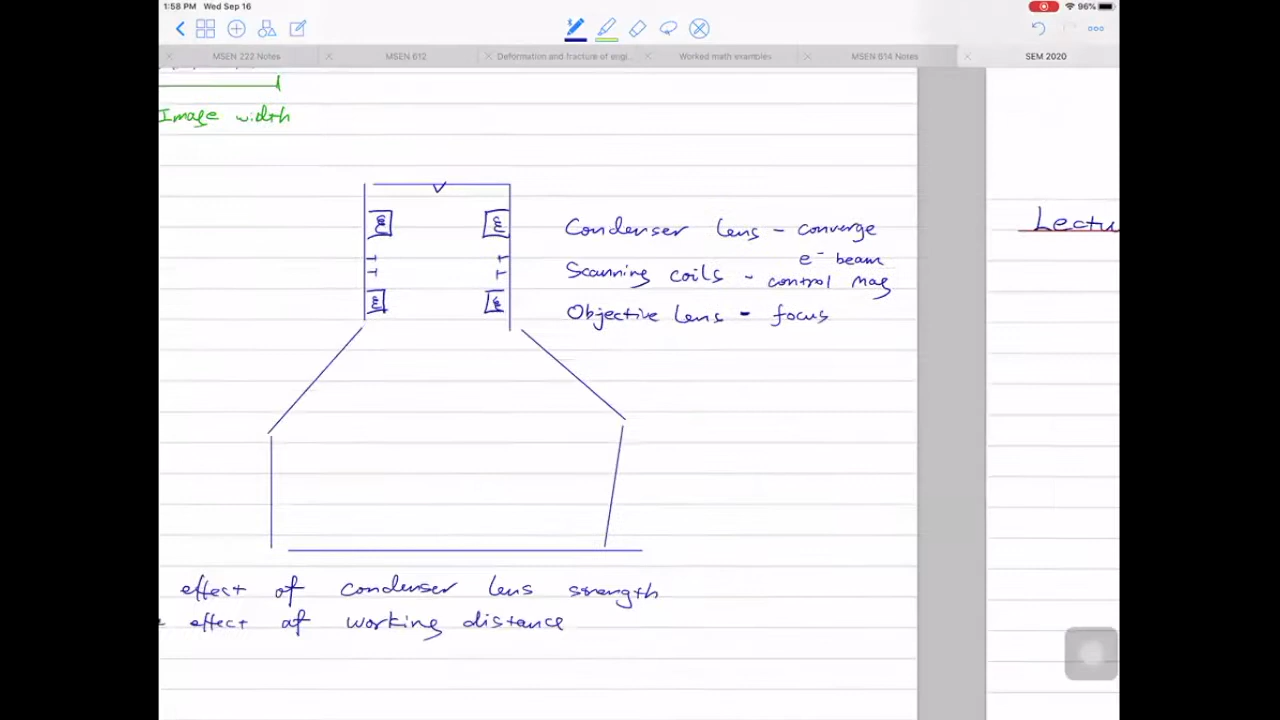 1:58 PM Wed Sep 16
96%
MSEN 222 Notes
MSEN 612
Deformation and fracture of engi...
Worked math examples
MSEN 614 Notes
SEM 2020
Image width
Condenser lens - converge
e⁻ beam
Scanning coils - control mag
Objective Lens - focus
Lectu
effect of condenser lens strength
effect of working distance